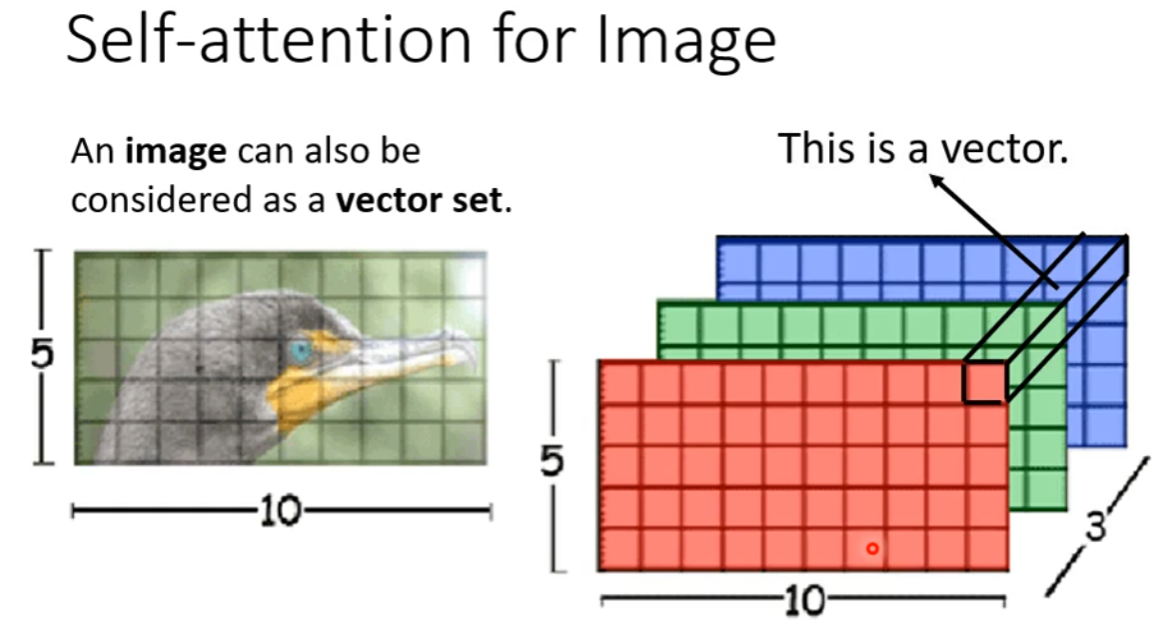 Self-attention for Image
An image can also be
considered as a vector set.
This is a vector.
5
10
5
10
3